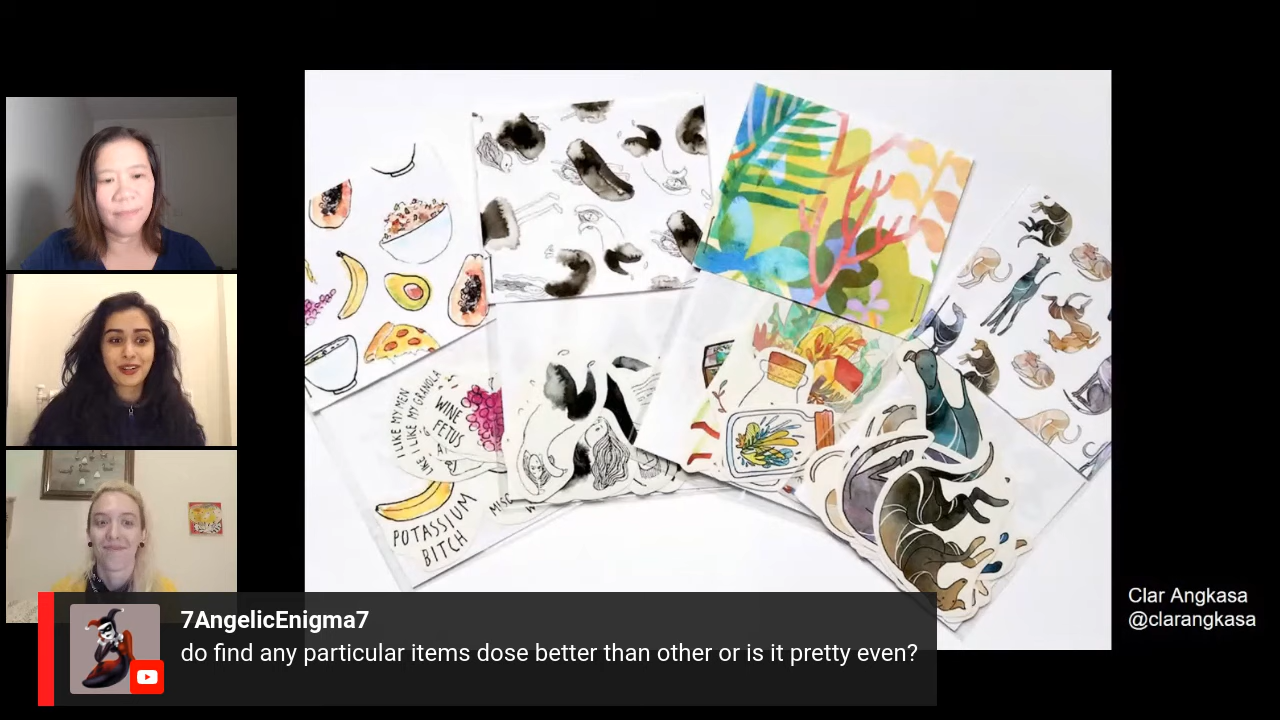 I LIKE MY MEN
LIKE I LIKE MY GRANOLA
WINE
FETUS
A
POTASSIUM
BITCH
MISC
W
Clar Angkasa
@clarangkasa
7AngelicEnigma7
do find any particular items dose better than other or is it pretty even?